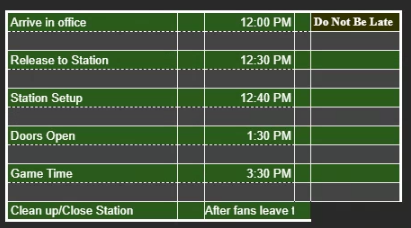 Arrive in office 12:00 PM Do Not Be Late
Release to Station 12:30 PM
Station Setup 12:40 PM
Doors Open 1:30 PM
Game Time 3:30 PM
Clean up/Close Station After fans leave